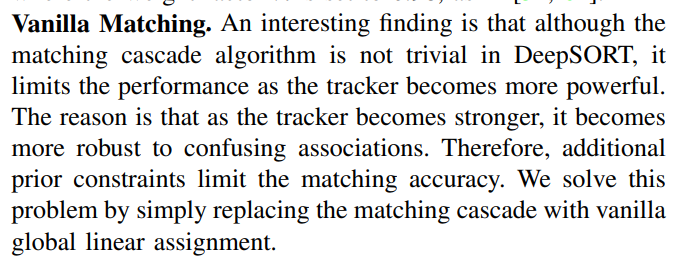 Vanilla Matching. An interesting finding is that although the
matching cascade algorithm is not trivial in DeepSORT, it
limits the performance as the tracker becomes more powerful.
The reason is that as the tracker becomes stronger, it becomes
more robust to confusing associations. Therefore, additional
prior constraints limit the matching accuracy. We solve this
problem by simply replacing the matching cascade with vanilla
global linear assignment.